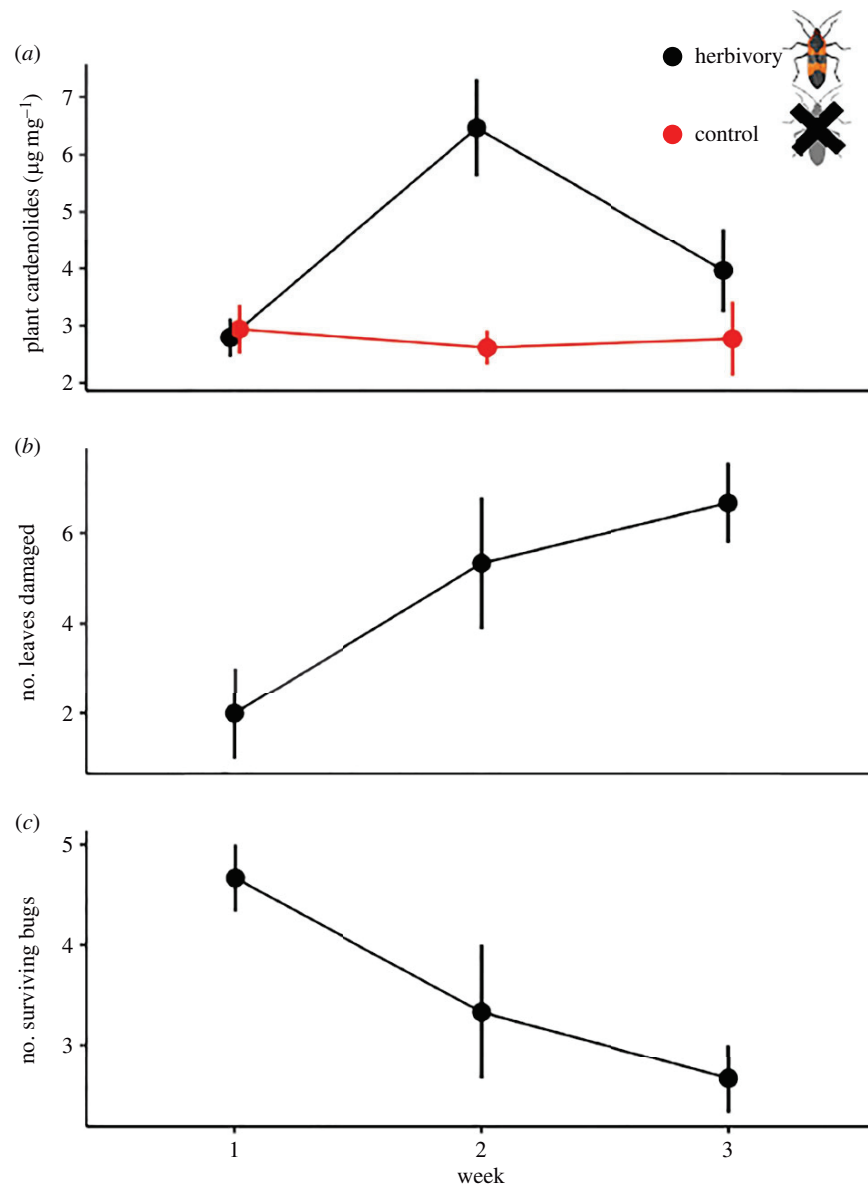 (a)
herbivory
control
plant cardenolides (µg mg⁻¹)
7
6
5
4
3
2
(b)
no. leaves damaged
6
4
2
(c)
no. surviving bugs
5
4
3
1 2 3
week